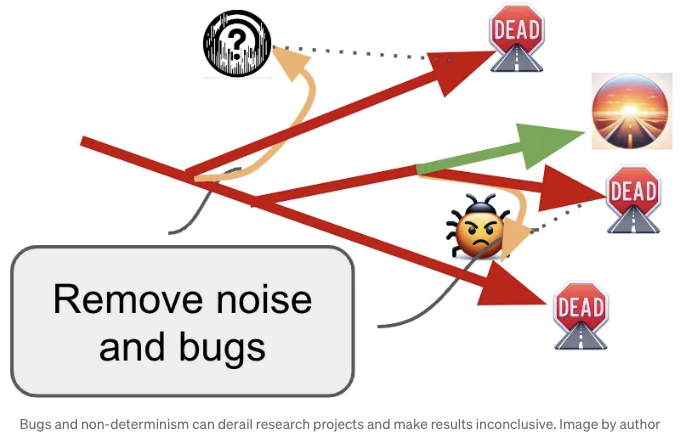 DEAD
?
DEAD
DEAD
Remove noise
and bugs
Bugs and non-determinism can derail research projects and make results inconclusive. Image by author